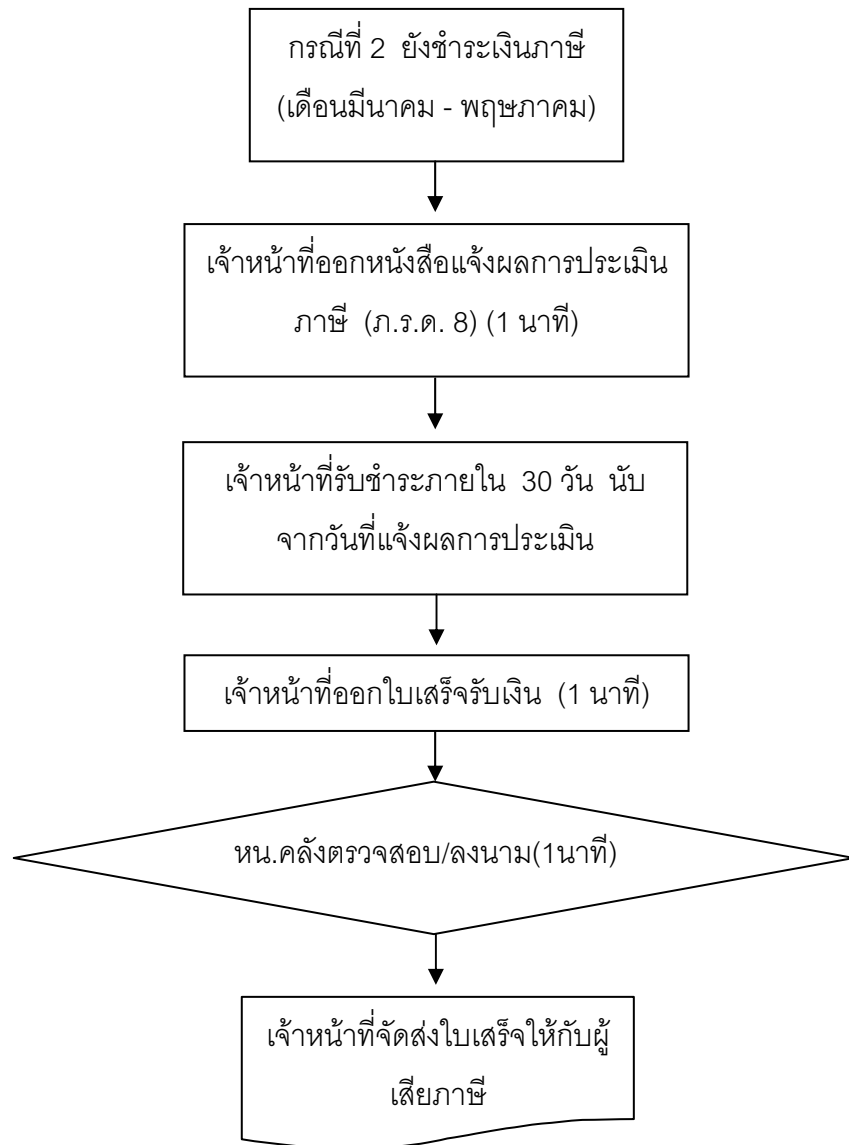 กรณีที่ 2 ยังชำระเงินภาษี
(เดือนมีนาคม - พฤษภาคม)
เจ้าหน้าที่ออกหนังสือแจ้งผลการประเมิน
ภาษี (ภ.ร.ด. 8) (1 นาที)
เจ้าหน้าที่รับชำระภายใน 30 วัน นับ
จากวันที่แจ้งผลการประเมิน
เจ้าหน้าที่ออกใบเสร็จรับเงิน (1 นาที)
หน.คลังตรวจสอบ/ลงนาม(1นาที)
เจ้าหน้าที่จัดส่งใบเสร็จให้กับผู้
เสียภาษี